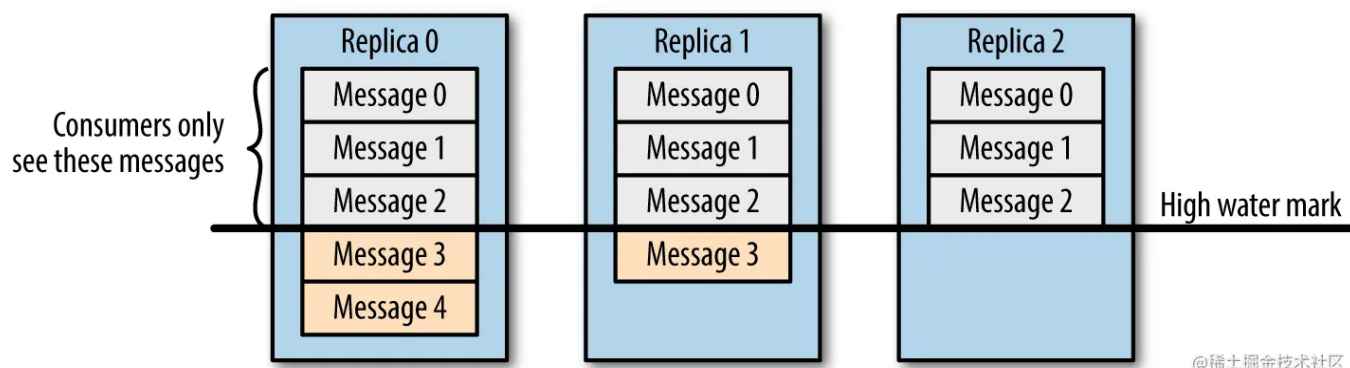 Replica 0
Replica 1
Replica 2
Message 0
Message 0
Message 0
Consumers only
see these messages
Message 1
Message 1
Message 1
Message 2
Message 2
Message 2
High water mark
Message 3
Message 3
Message 4
@稀土掘金技术社区